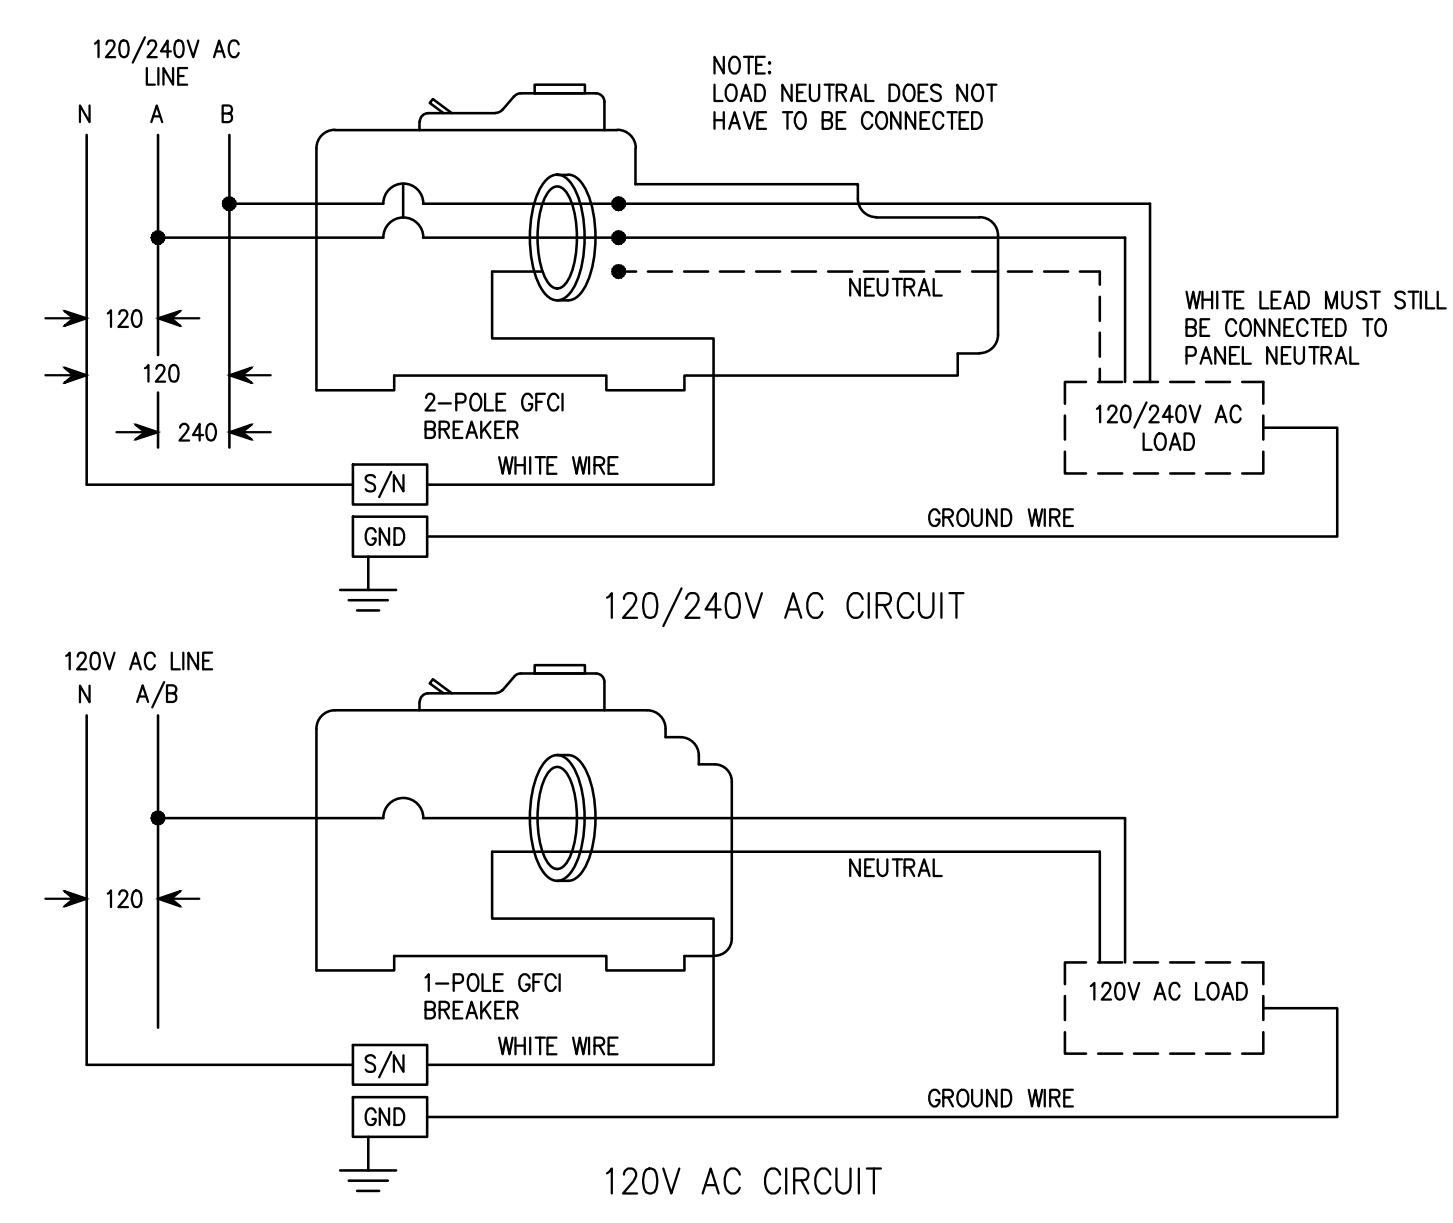 120/240V AC
LINE
N A B
NOTE:
LOAD NEUTRAL DOES NOT
HAVE TO BE CONNECTED
NEUTRAL
120
120
240
WHITE LEAD MUST STILL
BE CONNECTED TO
PANEL NEUTRAL
2-POLE GFCI
BREAKER
120/240V AC
LOAD
WHITE WIRE
S/N
GROUND WIRE
GND
120/240V AC CIRCUIT
120V AC LINE
N A/B
NEUTRAL
120
1-POLE GFCI
BREAKER
120V AC LOAD
WHITE WIRE
S/N
GROUND WIRE
GND
120V AC CIRCUIT